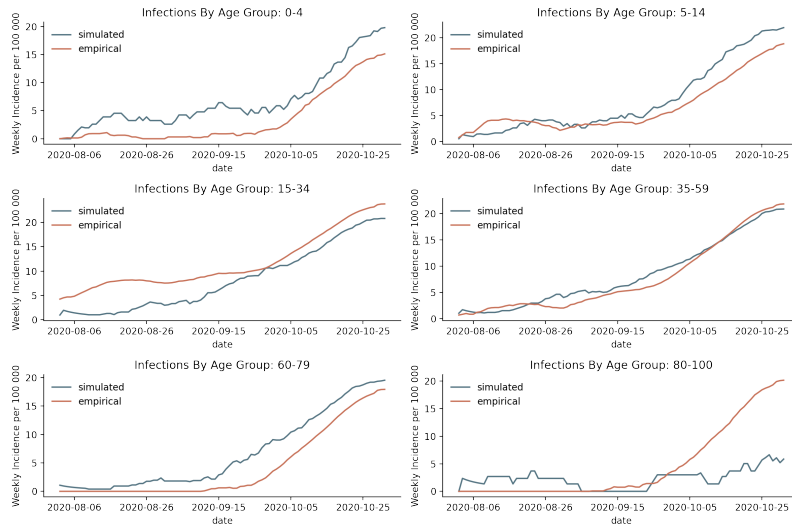 Infections By Age Group: 0-4
Weekly Incidence per 100 000
20
15
10
5
0
simulated
empirical
2020-08-06 2020-08-26 2020-09-15 2020-10-05 2020-10-25
date
Infections By Age Group: 5-14
Weekly Incidence per 100 000
20
15
10
5
0
simulated
empirical
2020-08-06 2020-08-26 2020-09-15 2020-10-05 2020-10-25
date
Infections By Age Group: 15-34
Weekly Incidence per 100 000
20
15
10
5
0
simulated
empirical
2020-08-06 2020-08-26 2020-09-15 2020-10-05 2020-10-25
date
Infections By Age Group: 35-59
Weekly Incidence per 100 000
20
15
10
5
0
simulated
empirical
2020-08-06 2020-08-26 2020-09-15 2020-10-05 2020-10-25
date
Infections By Age Group: 60-79
Weekly Incidence per 100 000
20
15
10
5
0
simulated
empirical
2020-08-06 2020-08-26 2020-09-15 2020-10-05 2020-10-25
date
Infections By Age Group: 80-100
Weekly Incidence per 100 000
20
15
10
5
0
simulated
empirical
2020-08-06 2020-08-26 2020-09-15 2020-10-05 2020-10-25
date